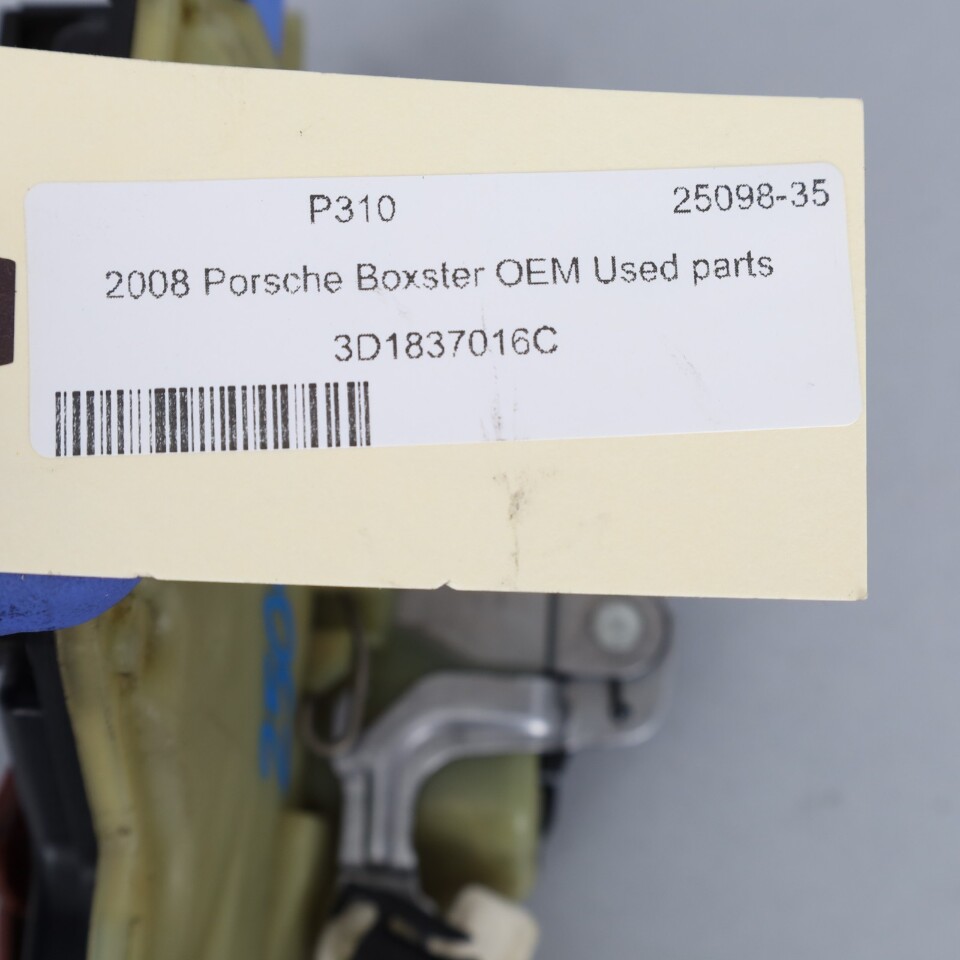 P310 25098-35
2008 Porsche Boxster OEM Used parts
3D1837016C